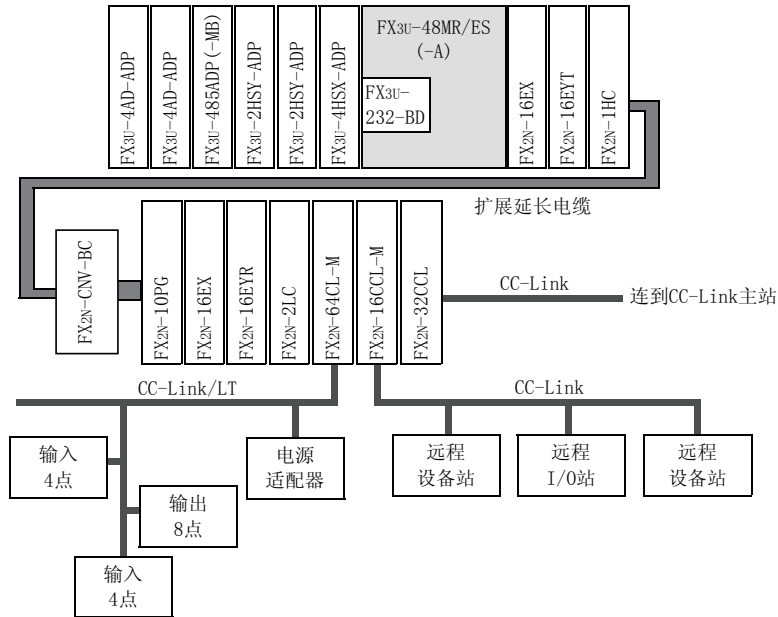 FX3U-4AD-ADP
FX3U-4AD-ADP
FX3U-485ADP(-MB)
FX3U-2HSY-ADP
FX3U-2HSY-ADP
FX3U-4HSX-ADP
FX3U-48MR/ES
(-A)
FX3U-
232-BD
FX2N-16EX
FX2N-16EYT
FX2N-1HC
扩展延长电缆
FX2N-CNV-BC
FX2N-10PG
FX2N-16EX
FX2N-16EYR
FX2N-2LC
FX2N-64CL-M
FX2N-16CCL-M
FX2N-32CCL
CC-Link
连到CC-Link主站
CC-Link/LT
CC-Link
输入
4点
电源
适配器
远程
设备站
远程
I/O站
远程
设备站
输出
8点
输入
4点